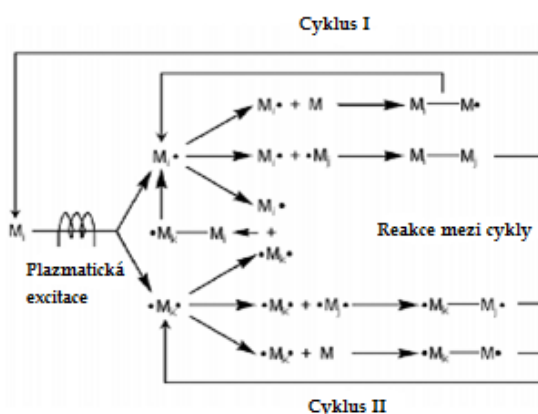 Cyklus I
Mᵢ• + M Mᵢ—M•
Mᵢ• Mᵢ• + •Mⱼ Mᵢ—Mⱼ
Mᵢ•
Mᵢ •Mₖ—Mᵢ + Reakce mezi cykly
Plazmatická
excitace
•Mₖ•
•Mₖ• •Mₖ• + •Mⱼ• •Mₖ—Mⱼ•
•Mₖ• + M •Mₖ—M•
Cyklus II